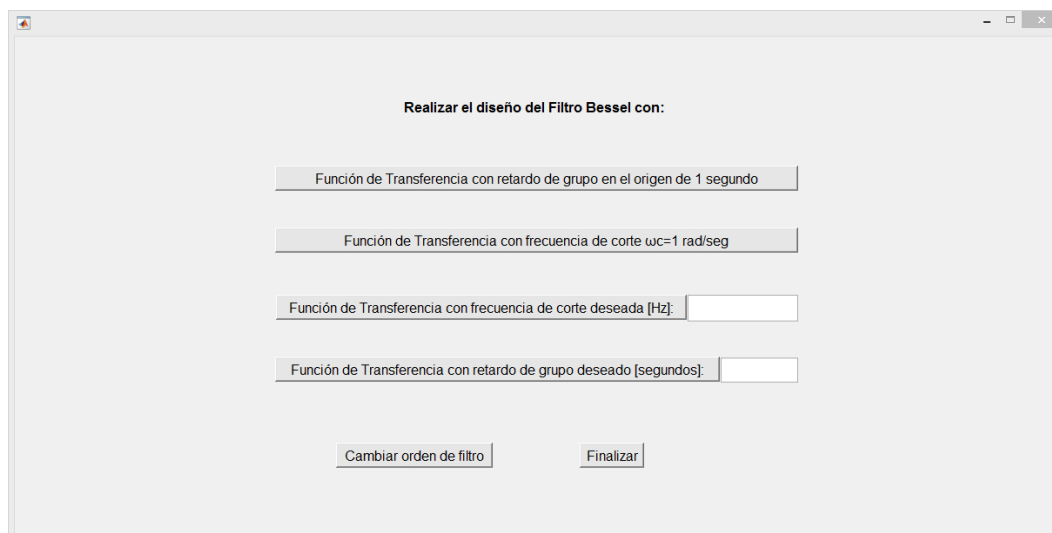 Realizar el diseño del Filtro Bessel con:
Función de Transferencia con retardo de grupo en el origen de 1 segundo
Función de Transferencia con frecuencia de corte ωc=1 rad/seg
Función de Transferencia con frecuencia de corte deseada [Hz]:
Función de Transferencia con retardo de grupo deseado [segundos]:
Cambiar orden de filtro
Finalizar